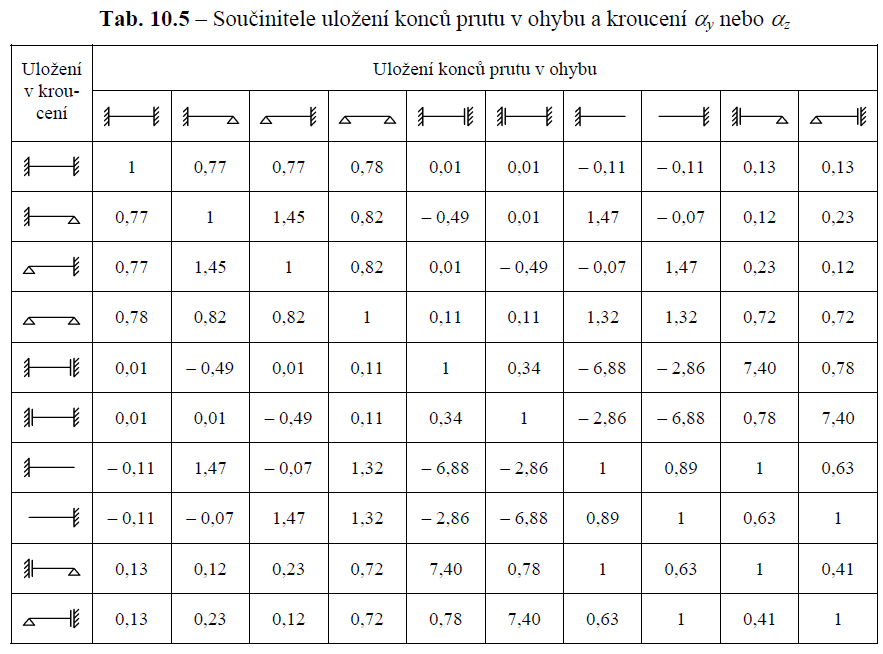 Tab. 10.5 – Součinitele uložení konců prutu v ohybu a kroucení αy nebo αz
Uložení v krou- cení
Uložení konců prutu v ohybu
1 0,77 0,77 0,78 0,01 0,01 – 0,11 – 0,11 0,13 0,13
0,77 1 1,45 0,82 – 0,49 0,01 1,47 – 0,07 0,12 0,23
0,77 1,45 1 0,82 0,01 – 0,49 – 0,07 1,47 0,23 0,12
0,78 0,82 0,82 1 0,11 0,11 1,32 1,32 0,72 0,72
0,01 – 0,49 0,01 0,11 1 0,34 – 6,88 – 2,86 7,40 0,78
0,01 0,01 – 0,49 0,11 0,34 1 – 2,86 – 6,88 0,78 7,40
– 0,11 1,47 – 0,07 1,32 – 6,88 – 2,86 1 0,89 1 0,63
– 0,11 – 0,07 1,47 1,32 – 2,86 – 6,88 0,89 1 0,63 1
0,13 0,12 0,23 0,72 7,40 0,78 1 0,63 1 0,41
0,13 0,23 0,12 0,72 0,78 7,40 0,63 1 0,41 1